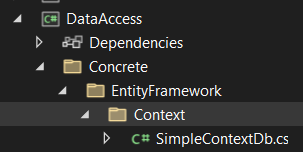 DataAccess
Dependencies
Concrete
EntityFramework
Context
SimpleContextDb.cs